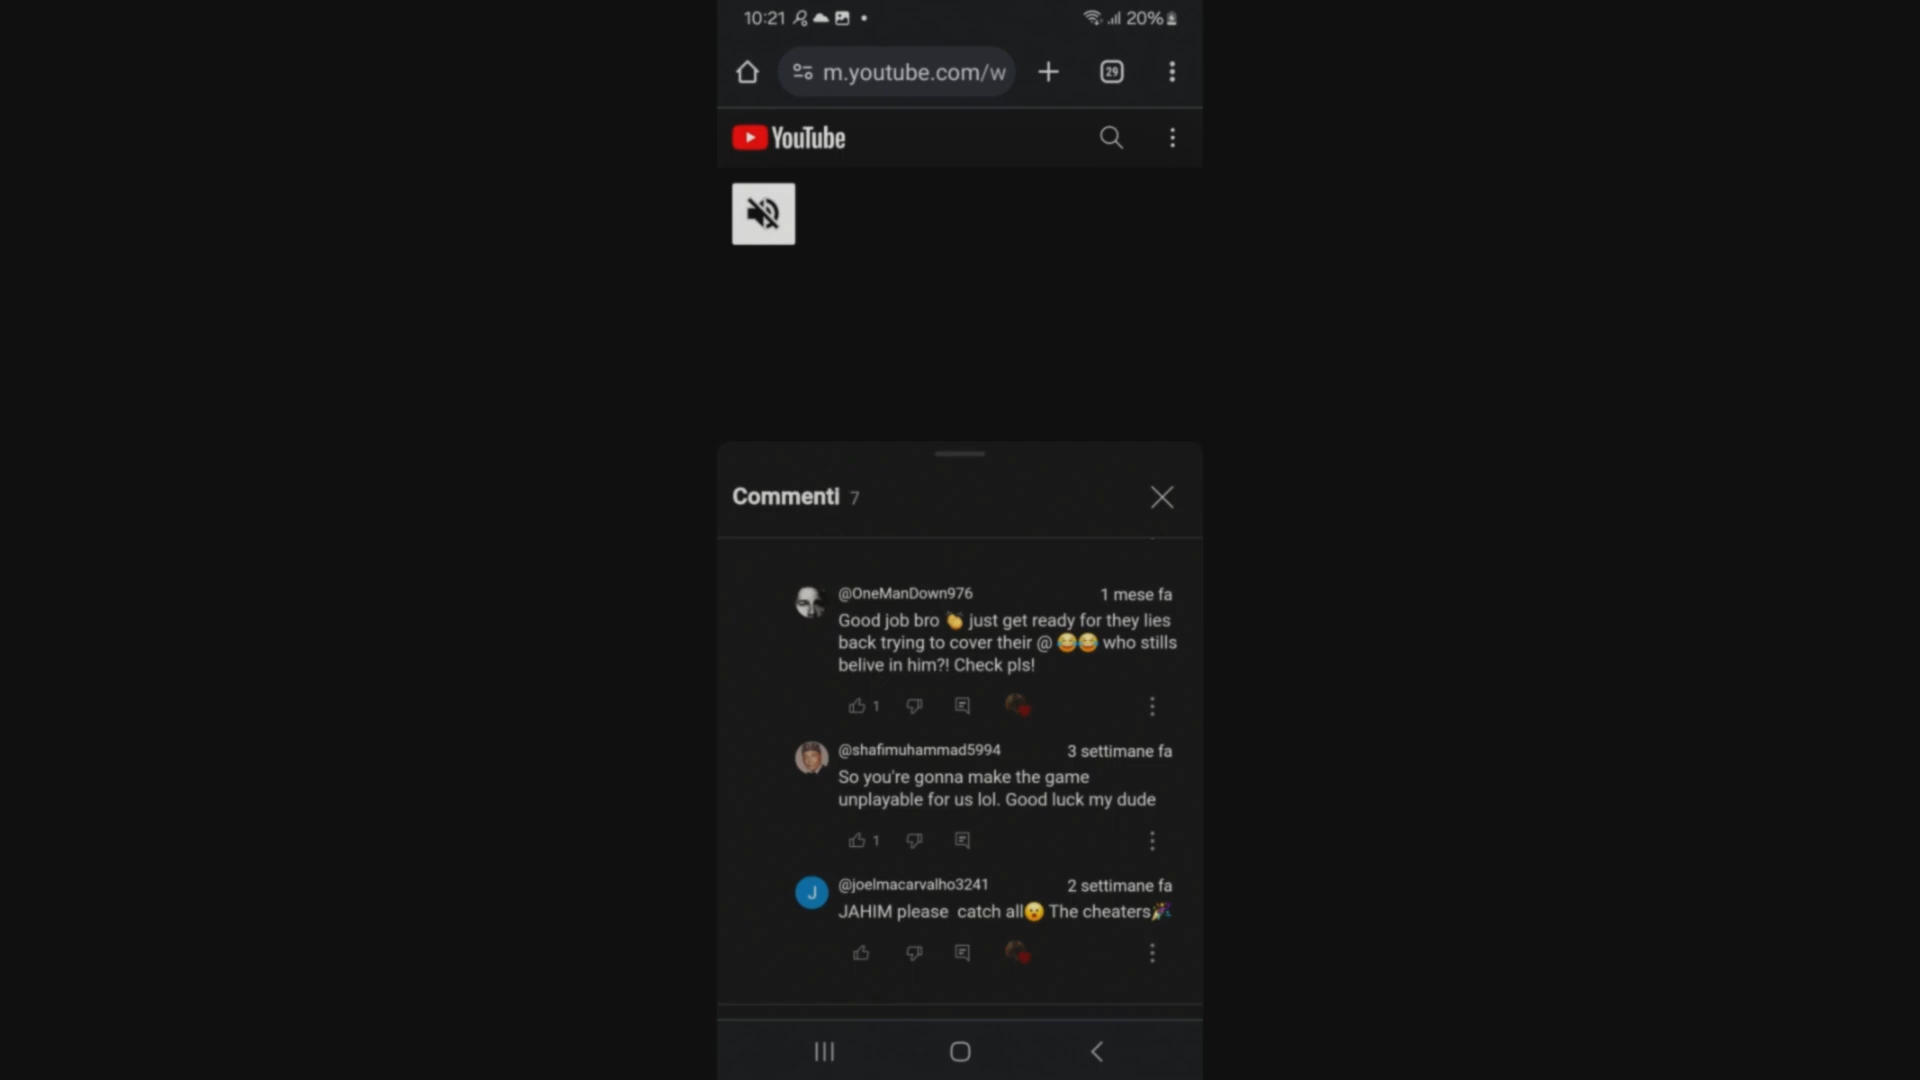 10:21 20%
m.youtube.com/w 29
YouTube
Commenti 7
@OneManDown976 1 mese fa
Good job bro 👏 just get ready for they lies
back trying to cover their @ 😂😂 who stills
belive in him?! Check pls!
1
@shafimuhammad5994 3 settimane fa
So you're gonna make the game
unplayable for us lol. Good luck my dude
1
J @joelmacarvalho3241 2 settimane fa
JAHIM please  catch all😮 The cheaters🎉